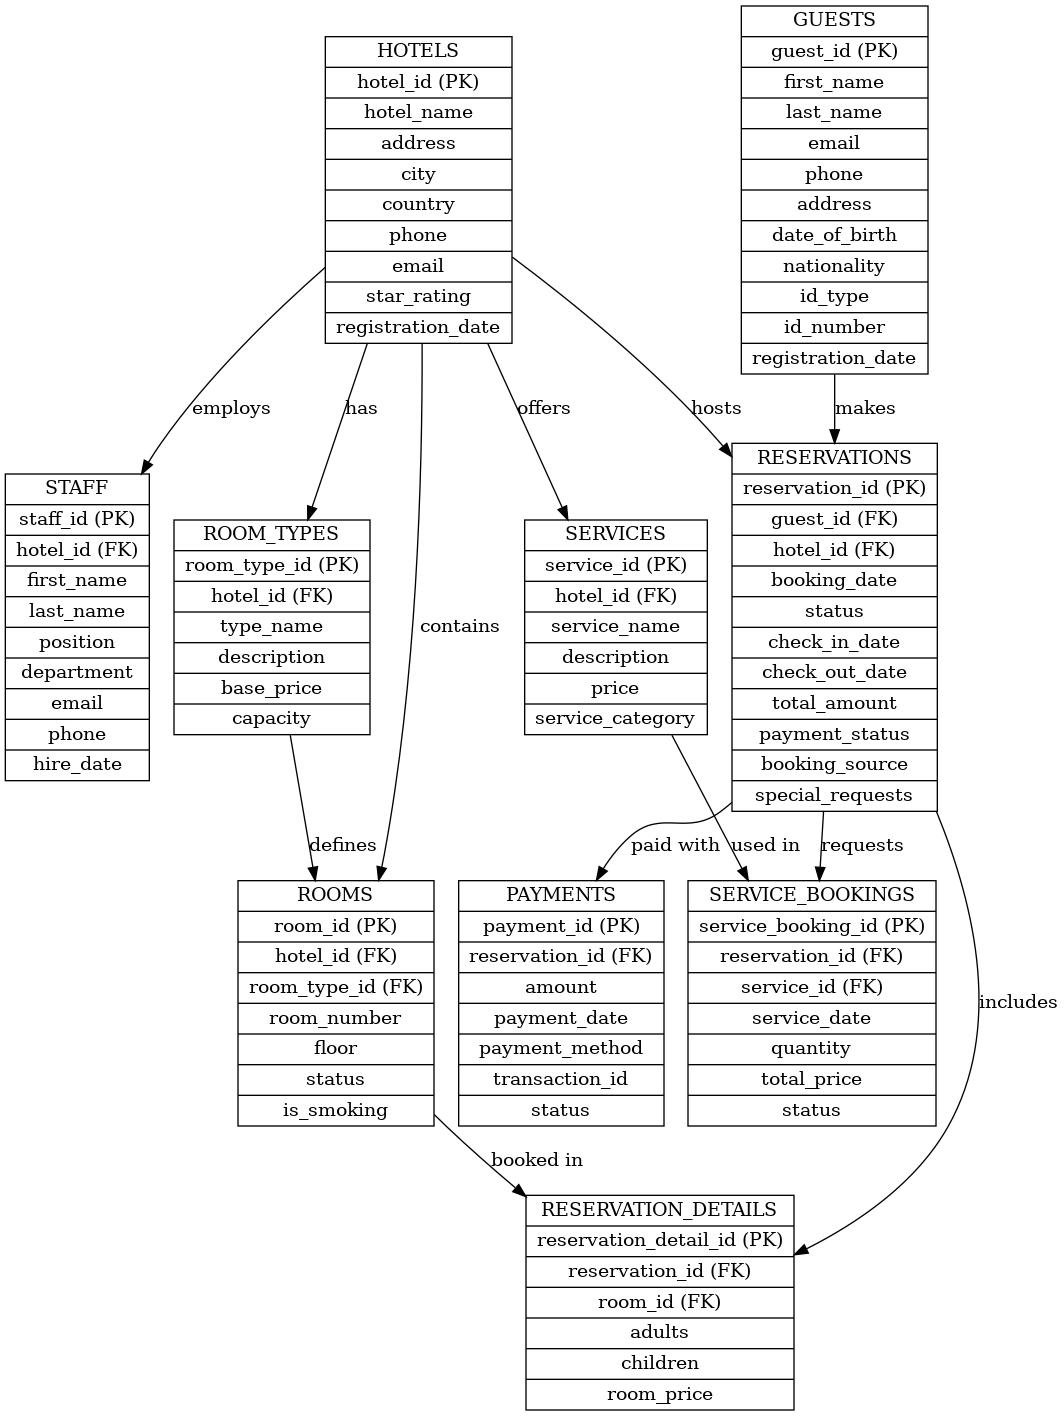 HOTELS
hotel_id (PK)
hotel_name
address
city
country
phone
email
star_rating
registration_date
GUESTS
guest_id (PK)
first_name
last_name
email
phone
address
date_of_birth
nationality
id_type
id_number
registration_date
employs
has
offers
hosts
makes
STAFF
staff_id (PK)
hotel_id (FK)
first_name
last_name
position
department
email
phone
hire_date
ROOM_TYPES
room_type_id (PK)
hotel_id (FK)
type_name
description
base_price
capacity
contains
SERVICES
service_id (PK)
hotel_id (FK)
service_name
description
price
service_category
RESERVATIONS
reservation_id (PK)
guest_id (FK)
hotel_id (FK)
booking_date
status
check_in_date
check_out_date
total_amount
payment_status
booking_source
special_requests
defines
paid with
used in
requests
ROOMS
room_id (PK)
hotel_id (FK)
room_type_id (FK)
room_number
floor
status
is_smoking
PAYMENTS
payment_id (PK)
reservation_id (FK)
amount
payment_date
payment_method
transaction_id
status
SERVICE_BOOKINGS
service_booking_id (PK)
reservation_id (FK)
service_id (FK)
service_date
quantity
total_price
status
includes
booked in
RESERVATION_DETAILS
reservation_detail_id (PK)
reservation_id (FK)
room_id (FK)
adults
children
room_price